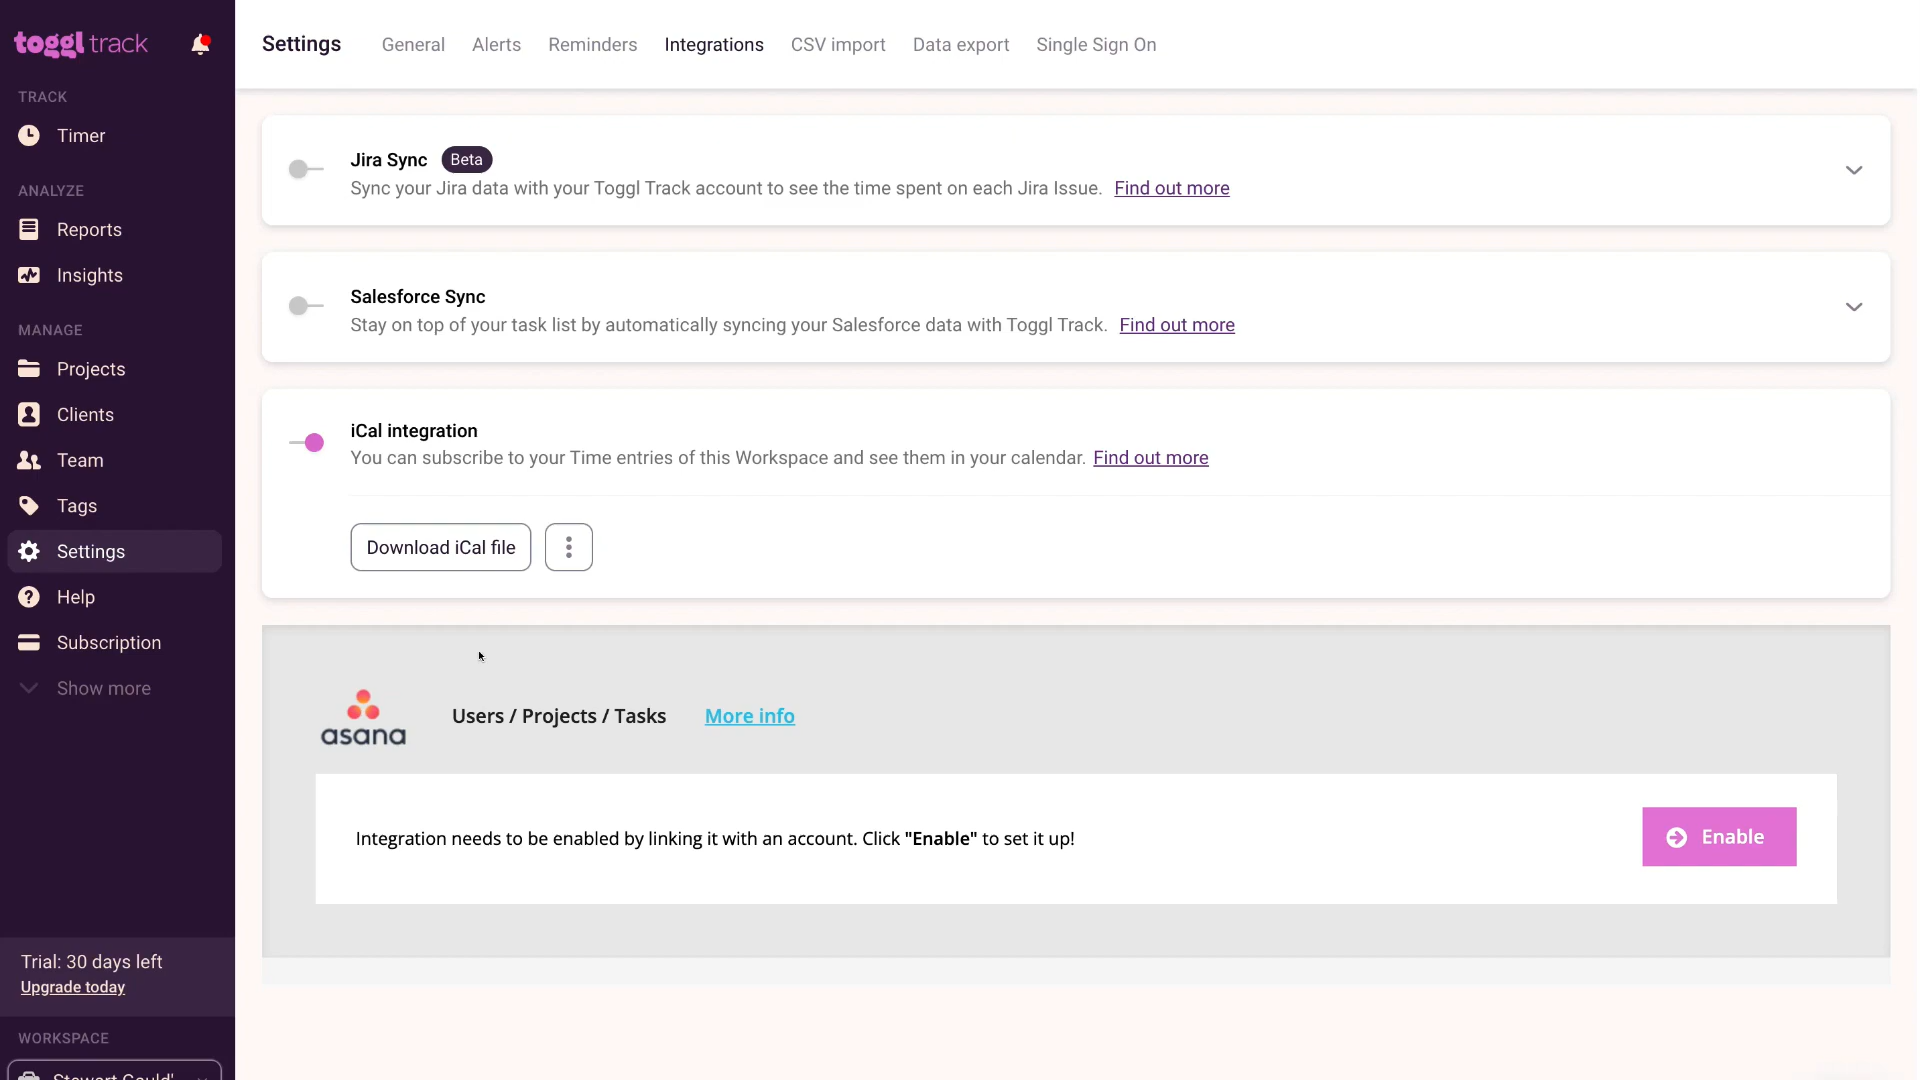 toggl track
Settings
General
Alerts
Reminders
Integrations
CSV import
Data export
Single Sign On
TRACK
Timer
ANALYZE
Reports
Insights
MANAGE
Projects
Clients
Team
Tags
Settings
Help
Subscription
Show more
Trial: 30 days left
Upgrade today
WORKSPACE
Stewart Gould'
Jira Sync Beta
Sync your Jira data with your Toggl Track account to see the time spent on each Jira Issue. Find out more
Salesforce Sync
Stay on top of your task list by automatically syncing your Salesforce data with Toggl Track. Find out more
iCal integration
You can subscribe to your Time entries of this Workspace and see them in your calendar. Find out more
Download iCal file
asana
Users / Projects / Tasks More info
Integration needs to be enabled by linking it with an account. Click "Enable" to set it up!
Enable